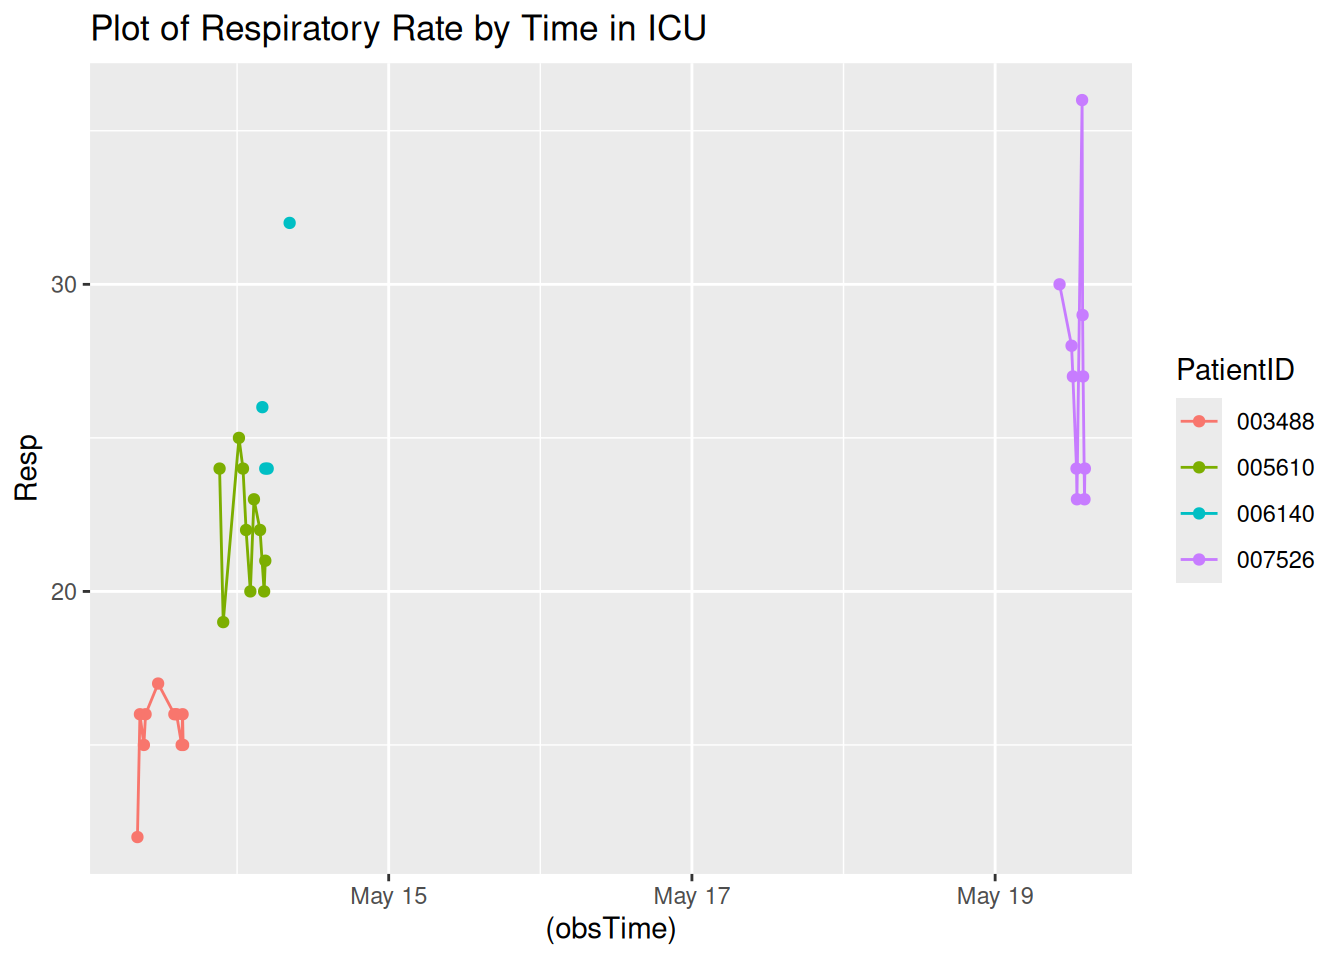 Plot of Respiratory Rate by Time in ICU
Resp
30
20
May 15
May 17
May 19
(obsTime)
PatientID
003488
005610
006140
007526